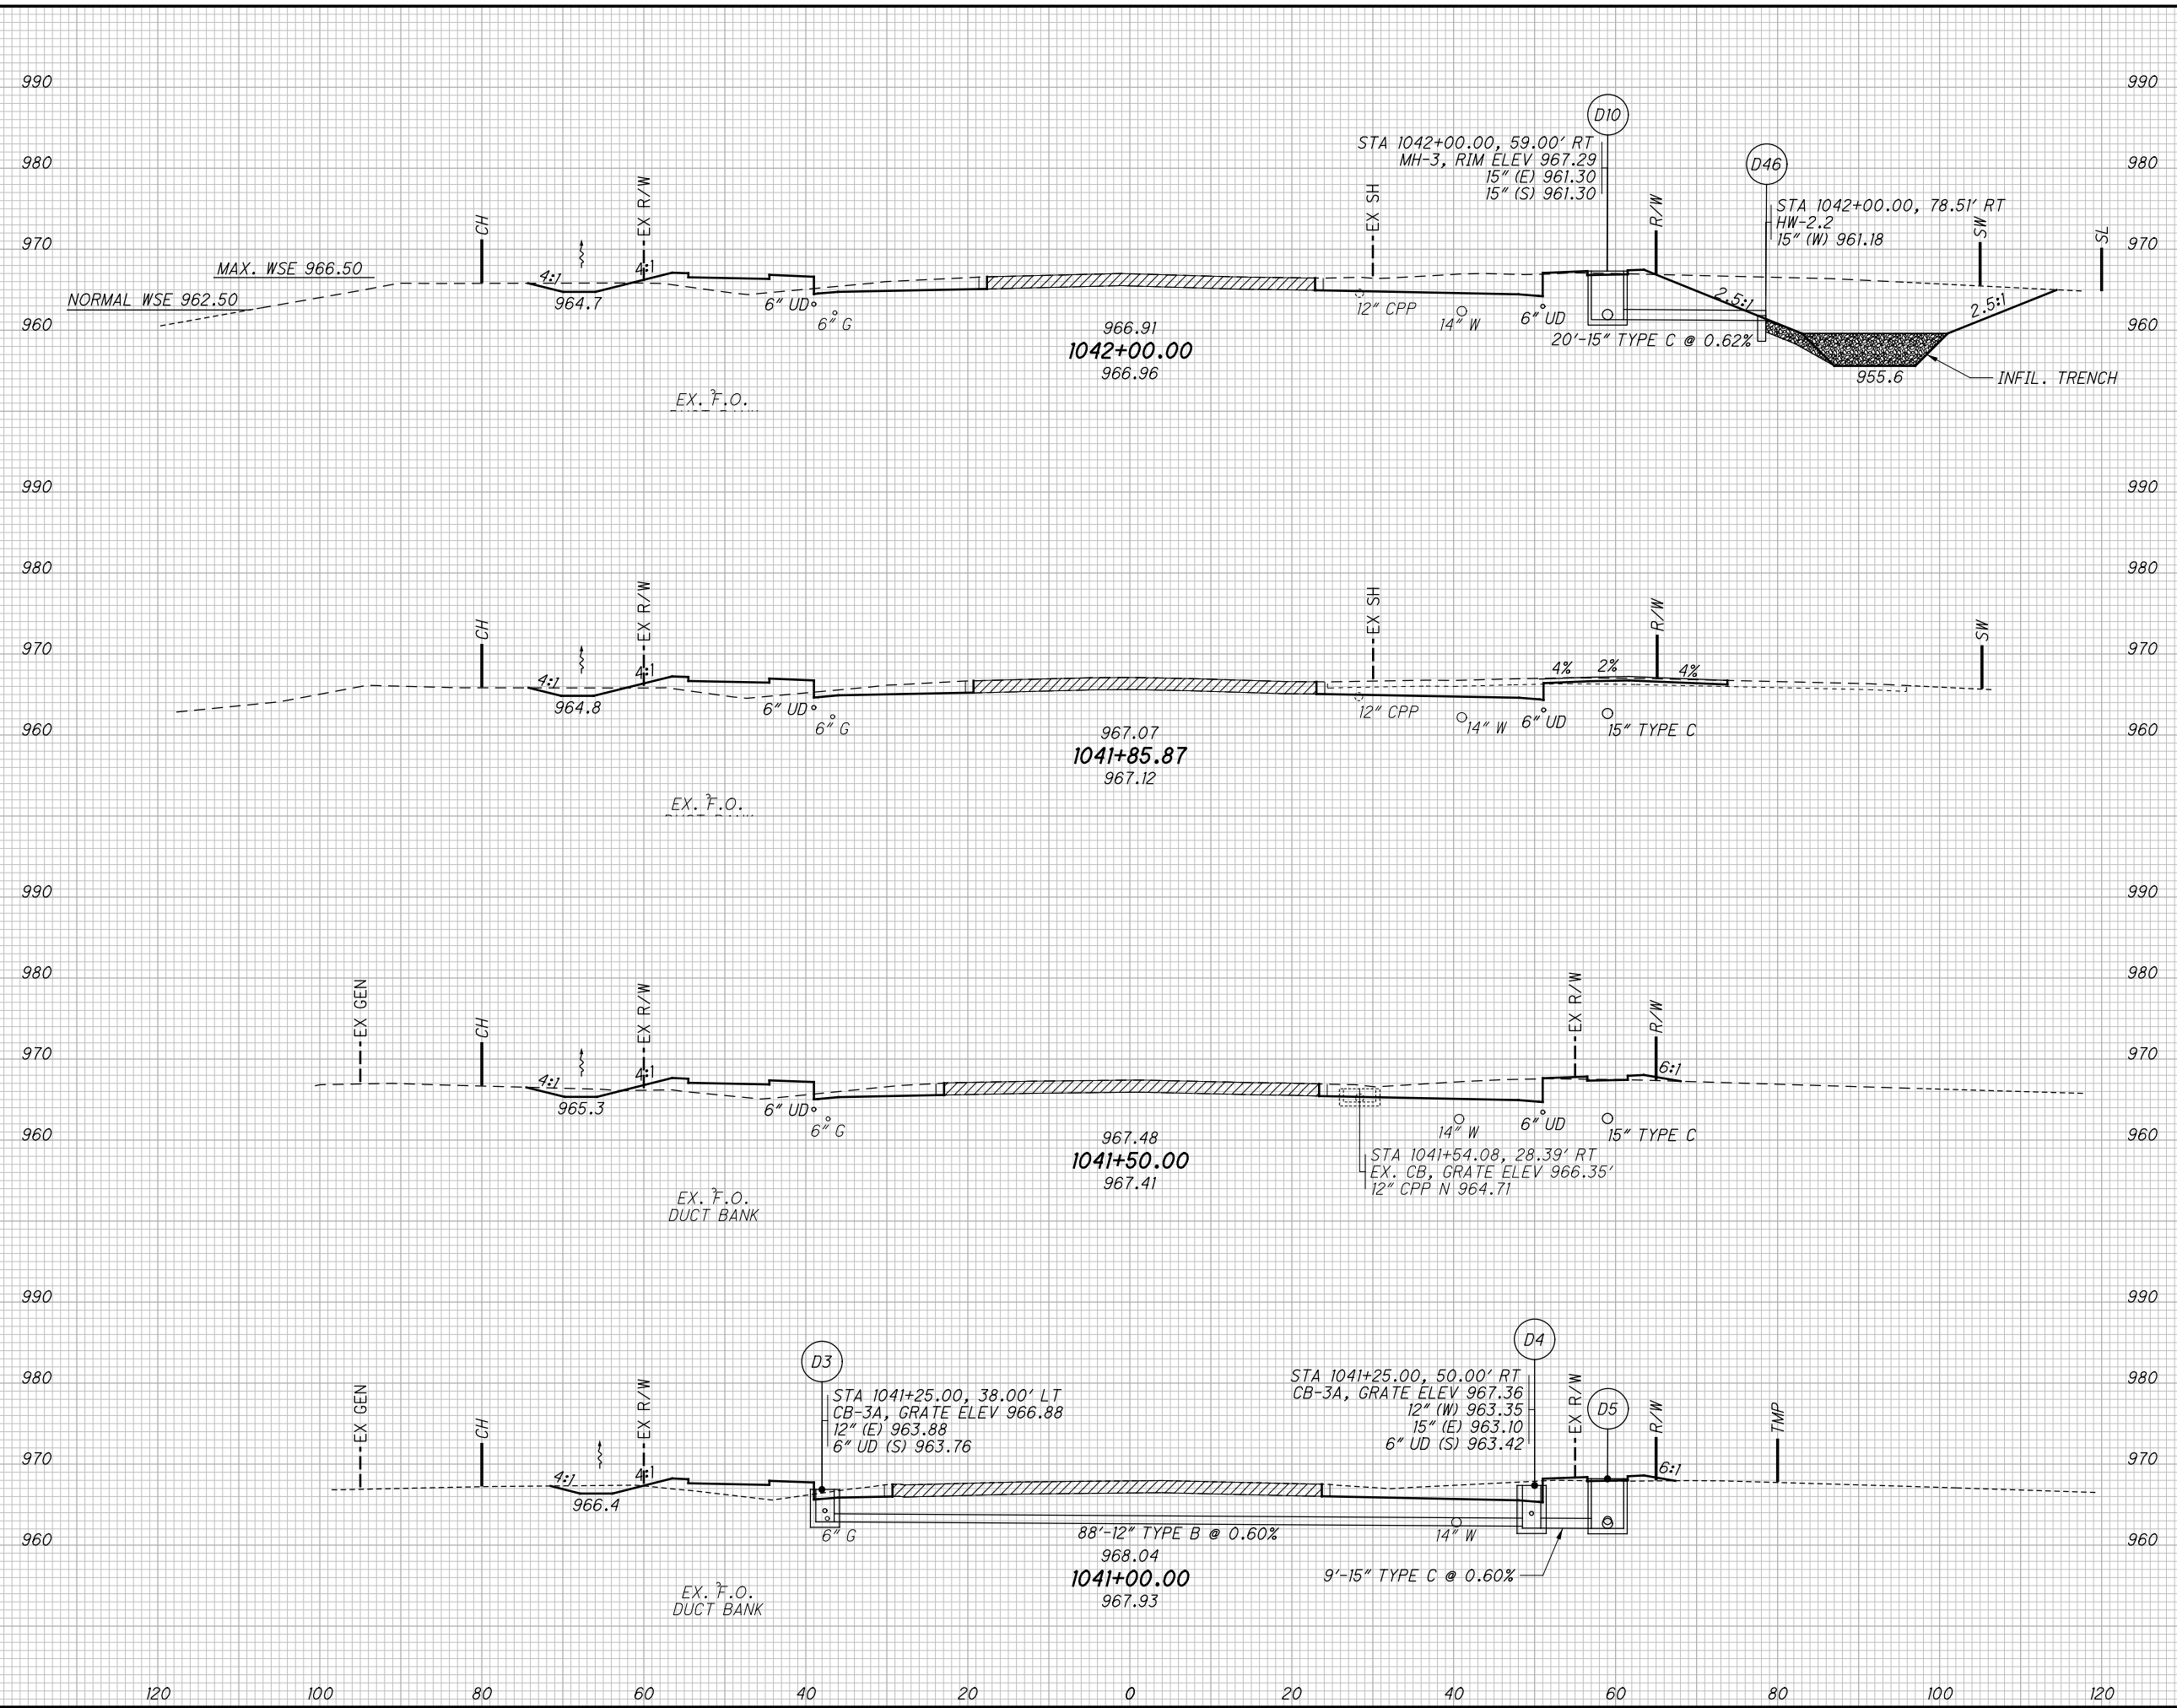 990 990
D10
STA 1042+00.00, 59.00' RT
MH-3, RIM ELEV 967.29
15" (E) 961.30
15" (S) 961.30
980 980
D46
STA 1042+00.00, 78.51' RT
HW-2.2
15" (W) 961.18
CH
EX R/W
EX SH
R/W
SW
SL
970 970
MAX. WSE 966.50
NORMAL WSE 962.50
4:1
4:1
964.7
6" UD
6" G
12" CPP
14" W
6" UD
2.5:1
2.5:1
960 960
966.91
1042+00.00
966.96
20'-15" TYPE C @ 0.62%
955.6
INFIL. TRENCH
EX. F.O.
990 990
980 980
CH
EX R/W
EX SH
R/W
SW
970 970
4:1
4:1
4%
2%
4%
964.8
6" UD
6" G
12" CPP
14" W
6" UD
15" TYPE C
960 960
967.07
1041+85.87
967.12
EX. F.O.
990 990
980 980
EX GEN
CH
EX R/W
EX R/W
R/W
970 970
4:1
4:1
6:1
965.3
6" UD
6" G
14" W
6" UD
15" TYPE C
960 960
967.48
1041+50.00
967.41
STA 1041+54.08, 28.39' RT
EX. CB, GRATE ELEV 966.35'
12" CPP N 964.71
EX. F.O.
DUCT BANK
990 990
D3
D4
980 980
STA 1041+25.00, 38.00' LT
CB-3A, GRATE ELEV 966.88
12" (E) 963.88
6" UD (S) 963.76
STA 1041+25.00, 50.00' RT
CB-3A, GRATE ELEV 967.36
12" (W) 963.35
15" (E) 963.10
6" UD (S) 963.42
D5
EX GEN
CH
EX R/W
EX R/W
R/W
TMP
970 970
4:1
4:1
6:1
966.4
6" G
88'-12" TYPE B @ 0.60%
14" W
960 960
968.04
1041+00.00
967.93
9'-15" TYPE C @ 0.60%
EX. F.O.
DUCT BANK
120 100 80 60 40 20 0 20 40 60 80 100 120